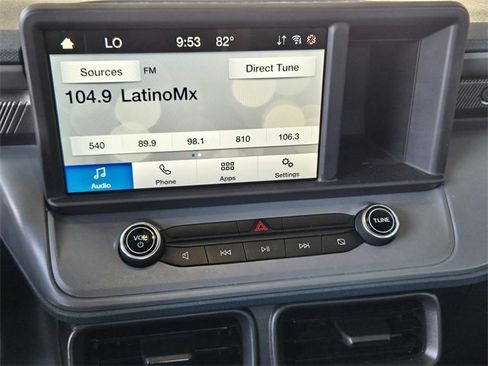 LO 9:53 82°
Sources FM Direct Tune
104.9 LatinoMx
540 89.9 98.1 810 106.3
Audio Phone Apps Settings
VOL TUNE